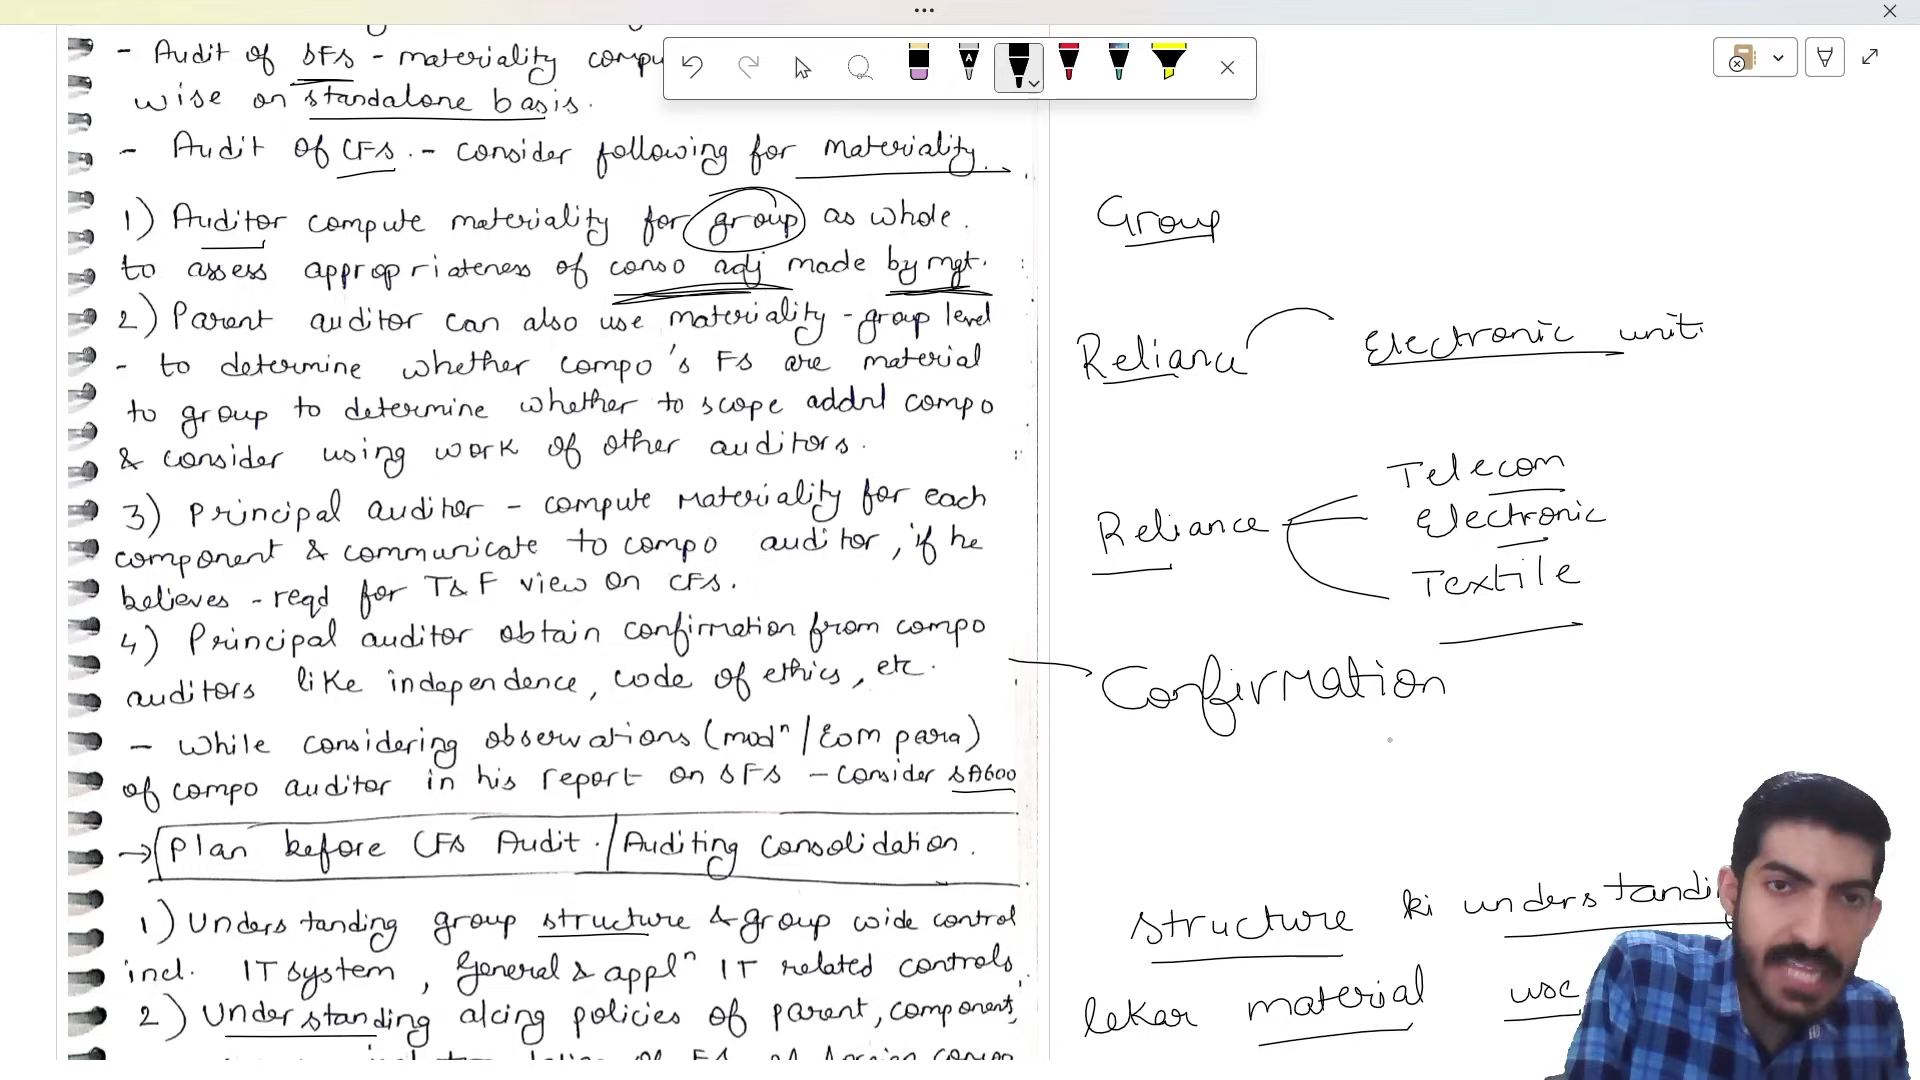 - Audit of SFS - materiality compu
wise on standalone basis.
- Audit of CFS. - consider following for materiality.
1) Auditor compute materiality for group as whole.
to assess appropriateness of conso adj made by mgt.
2) Parent auditor can also use materiality - group level
- to determine whether compo's FS are material
to group to determine whether to scope addnl compo
& consider using work of other auditors.
3) Principal auditor - compute materiality for each
component & communicate to compo auditor, if he
believes - reqd for T&F view on CFS.
4) Principal auditor obtain confirmation from compo
auditors like independence, code of ethics, etc.
- While considering observations (modⁿ/EOM para)
of compo auditor in his report on SFS - consider SA600
→ Plan before CFS Audit. / Auditing Consolidation.
1) Understanding group structure & group wide control
incl. IT system, General & applⁿ IT related controls.
2) Understanding alcing policies of parent, component,
Group
Reliance
Electronic unit.
Reliance
Telecom
Electronic
Textile
Confirmation
structure ki understandi
lekar material use